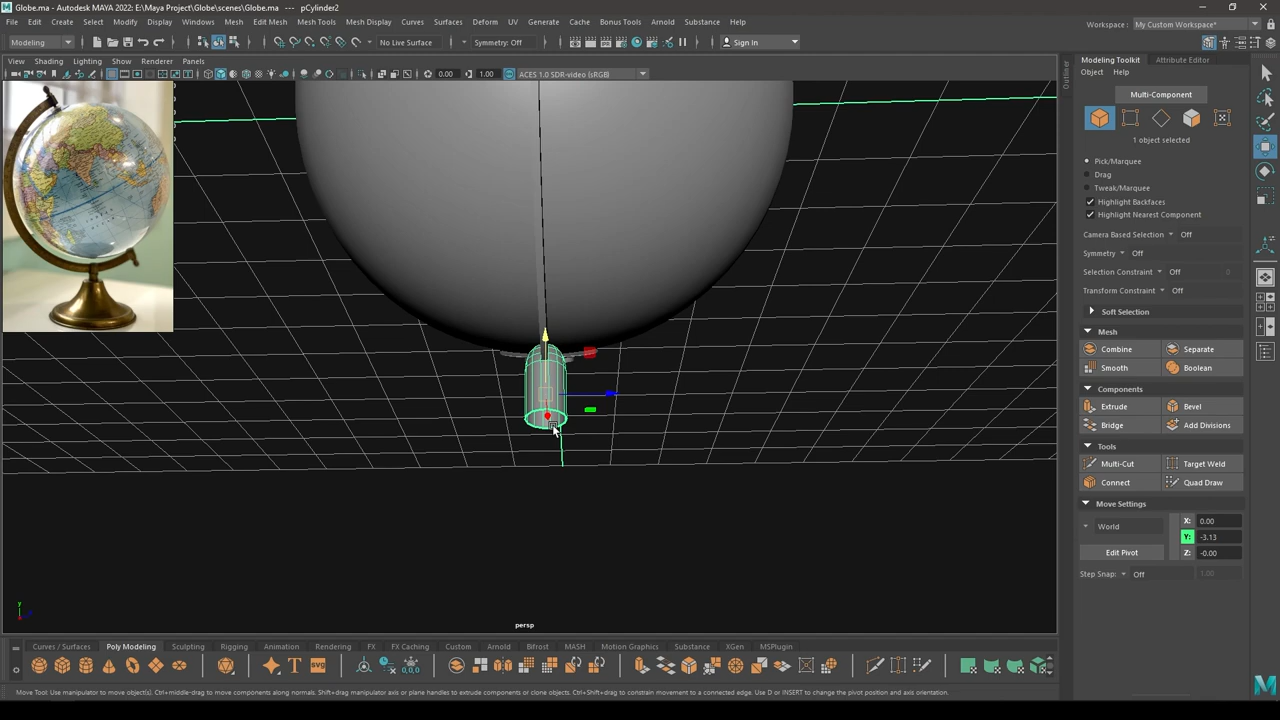 Globe.ma - Autodesk MAYA 2022: E:\Maya Project\Globe\scenes\Globe.ma --- pCylinder2
File Edit Create Select Modify Display Windows Mesh Edit Mesh Mesh Tools Mesh Display Curves Surfaces Deform UV Generate Cache Bonus Tools Arnold Substance Help
Workspace : My Custom Workspace*
Modeling No Live Surface Symmetry: Off Sign In
View Shading Lighting Show Renderer Panels
0.00 1.00 ACES 1.0 SDR-video (sRGB)
Outliner
Modeling Toolkit Attribute Editor
Object Help
Multi-Component
1 object selected
Pick/Marquee
Drag
Tweak/Marquee
Highlight Backfaces
Highlight Nearest Component
Camera Based Selection Off
Symmetry Off
Selection Constraint Off 0
Transform Constraint Off
Soft Selection
Mesh
Combine Separate
Smooth Boolean
Components
Extrude Bevel
Bridge Add Divisions
Tools
Multi-Cut Target Weld
Connect Quad Draw
Move Settings
World
X: 0.00
Y: -3.13
Z: -0.00
Edit Pivot
Step Snap: Off 1.00
persp
Curves / Surfaces Poly Modeling Sculpting Rigging Animation Rendering FX FX Caching Custom Arnold Bifrost MASH Motion Graphics Substance XGen MSPlugin
Move Tool: Use manipulator to move object(s). Ctrl+middle-drag to move components along normals. Shift+drag manipulator axis or plane handles to extrude components or clone objects. Ctrl+Shift+drag to constrain movement to a connected edge. Use D or INSERT to change the pivot position and axis orientation.